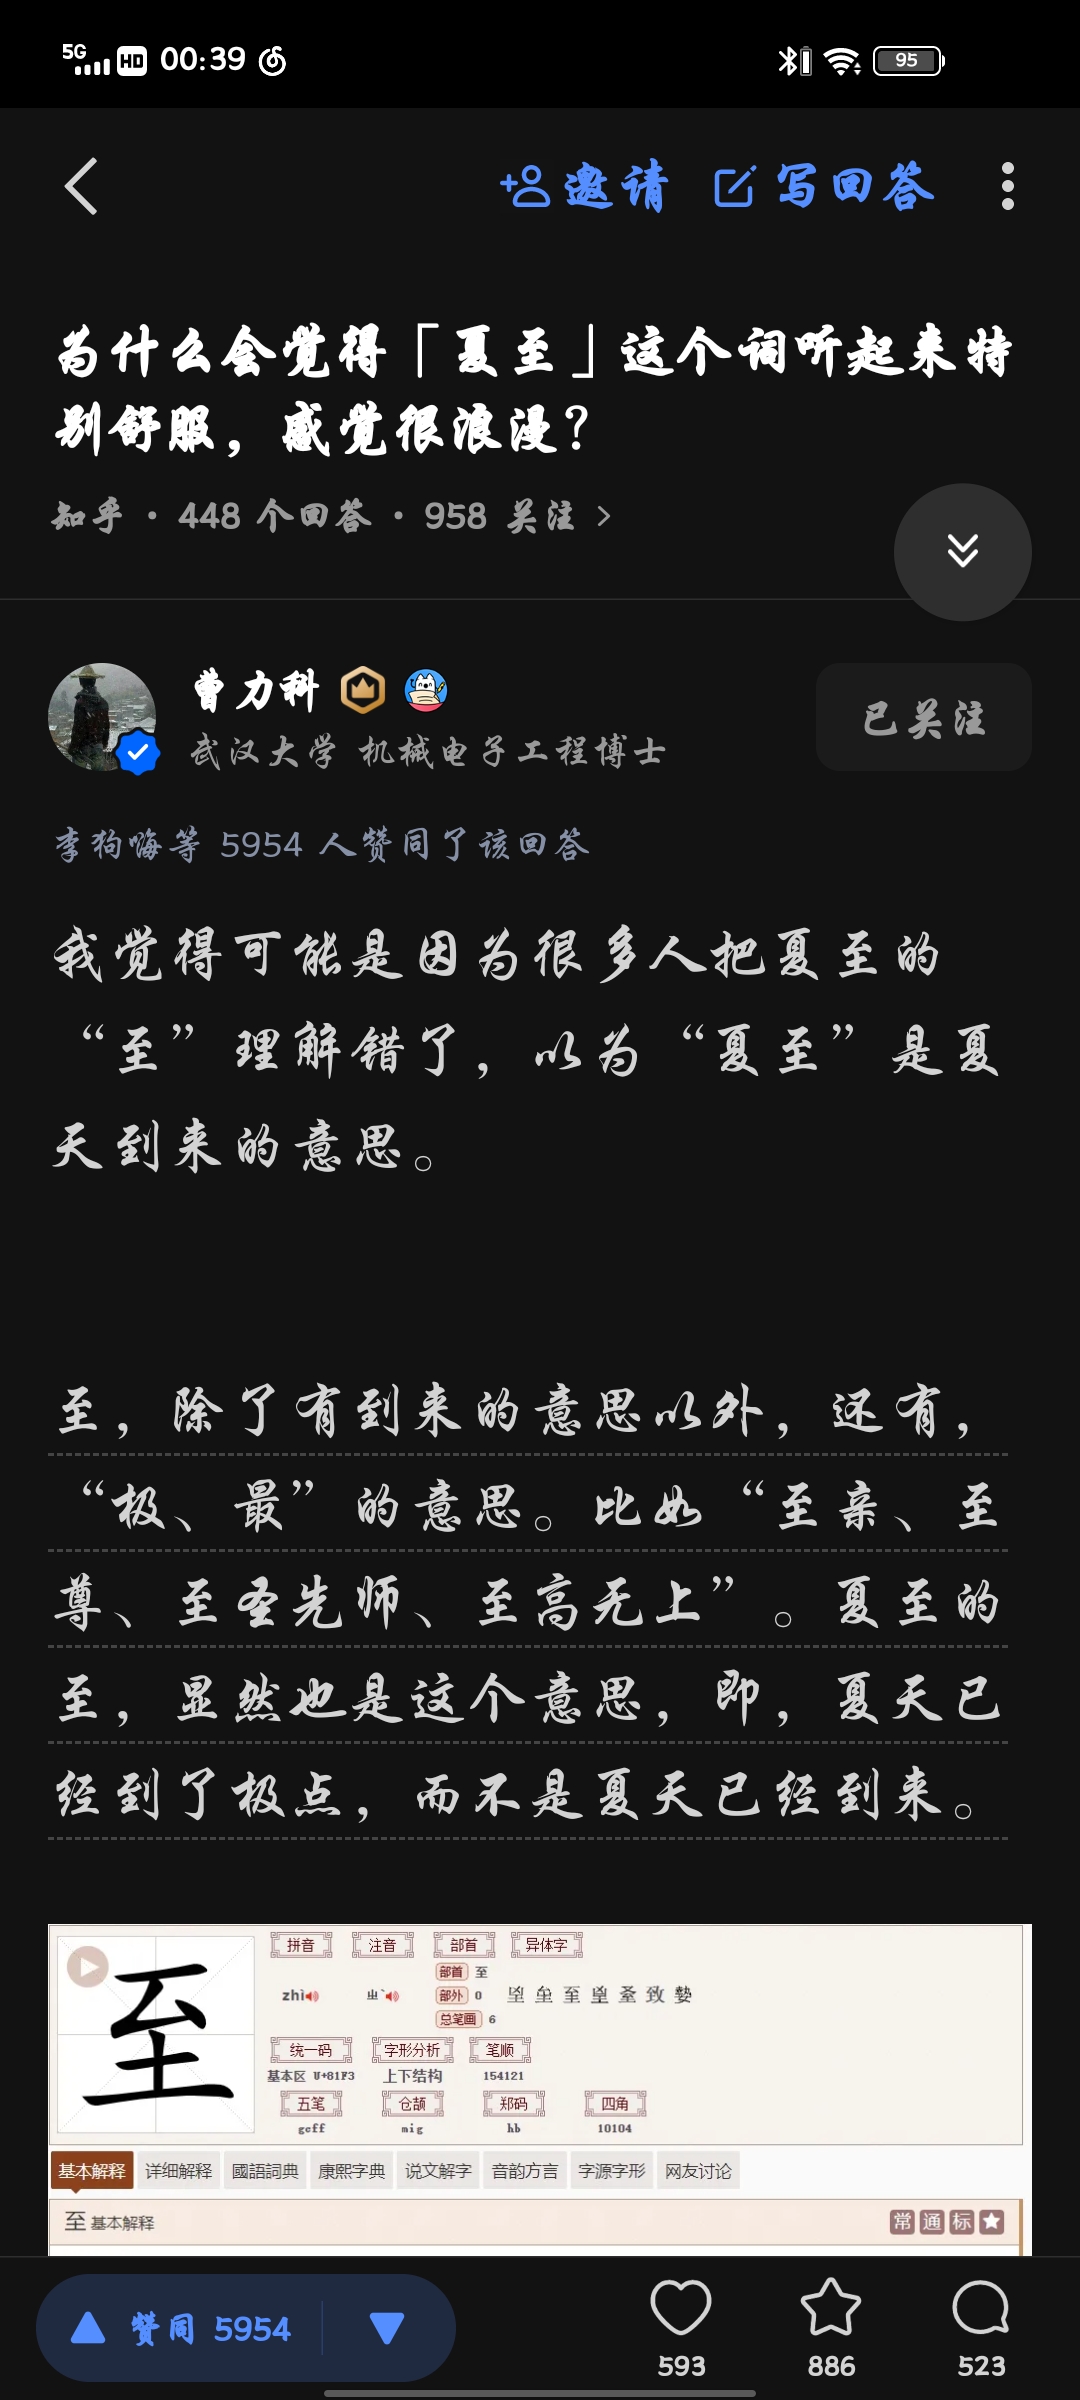 5G HD 00:39 95
邀请 写回答
为什么会觉得「夏至」这个词听起来特
别舒服，感觉很浪漫？
知乎 · 448 个回答 · 958 关注 >
曹力科
武汉大学 机械电子工程博士
已关注
李狗嗨等 5954 人赞同了该回答
我觉得可能是因为很多人把夏至的
“至”理解错了，以为“夏至”是夏
天到来的意思。
至，除了有到来的意思以外，还有，
“极、最”的意思。比如“至亲、至
尊、至圣先师、至高无上”。夏至的
至，显然也是这个意思，即，夏天已
经到了极点，而不是夏天已经到来。
至
拼音 注音 部首 异体字
部首 至
zhì ㄓˋ 部外 0
总笔画 6
统一码 字形分析 笔顺
基本区 U+81F3 上下结构 154121
五笔 仓颉 郑码 四角
gcff mig hb 10104
基本解释 详细解释 國語詞典 康熙字典 说文解字 音韵方言 字源字形 网友讨论
至 基本解释 常 通 标
赞同 5954
593 886 523